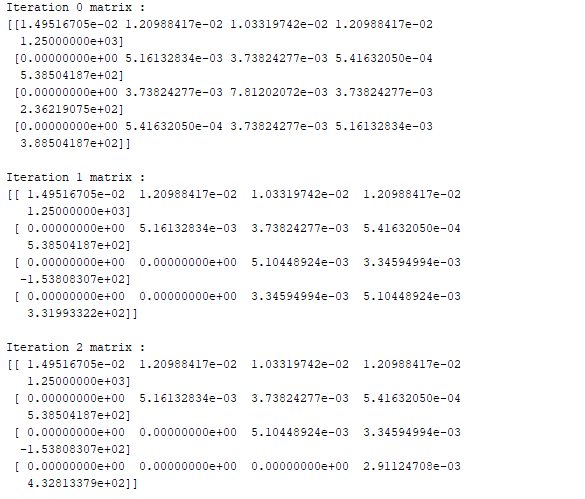 Iteration 0 matrix :
[[1.49516705e-02 1.20988417e-02 1.03319742e-02 1.20988417e-02
1.25000000e+03]
[0.00000000e+00 5.16132834e-03 3.73824277e-03 5.41632050e-04
5.38504187e+02]
[0.00000000e+00 3.73824277e-03 7.81202072e-03 3.73824277e-03
2.36219075e+02]
[0.00000000e+00 5.41632050e-04 3.73824277e-03 5.16132834e-03
3.88504187e+02]]
Iteration 1 matrix :
[[ 1.49516705e-02 1.20988417e-02 1.03319742e-02 1.20988417e-02
1.25000000e+03]
[ 0.00000000e+00 5.16132834e-03 3.73824277e-03 5.41632050e-04
5.38504187e+02]
[ 0.00000000e+00 0.00000000e+00 5.10448924e-03 3.34594994e-03
-1.53808307e+02]
[ 0.00000000e+00 0.00000000e+00 3.34594994e-03 5.10448924e-03
3.31993322e+02]]
Iteration 2 matrix :
[[ 1.49516705e-02 1.20988417e-02 1.03319742e-02 1.20988417e-02
1.25000000e+03]
[ 0.00000000e+00 5.16132834e-03 3.73824277e-03 5.41632050e-04
5.38504187e+02]
[ 0.00000000e+00 0.00000000e+00 5.10448924e-03 3.34594994e-03
-1.53808307e+02]
[ 0.00000000e+00 0.00000000e+00 0.00000000e+00 2.91124708e-03
4.32813379e+02]]